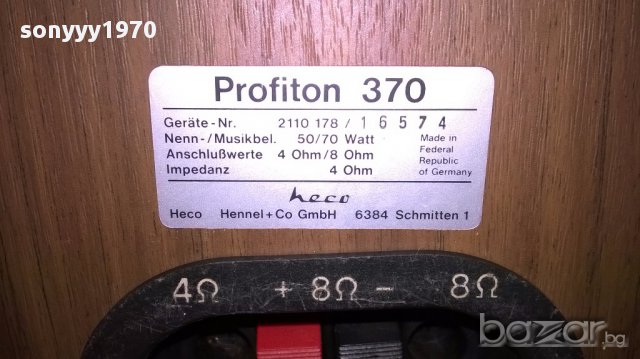 sonyyy1970
Profiton 370
Geräte-Nr. 2110 178 / 16574
Nenn-/Musikbel. 50/70 Watt
Anschlußwerte 4 Ohm/8 Ohm
Impedanz 4 Ohm
Made in
Federal
Republic
of Germany
heco
Heco Hennel+Co GmbH 6384 Schmitten 1
4Ω + 8Ω - 8Ω
bazar.bg